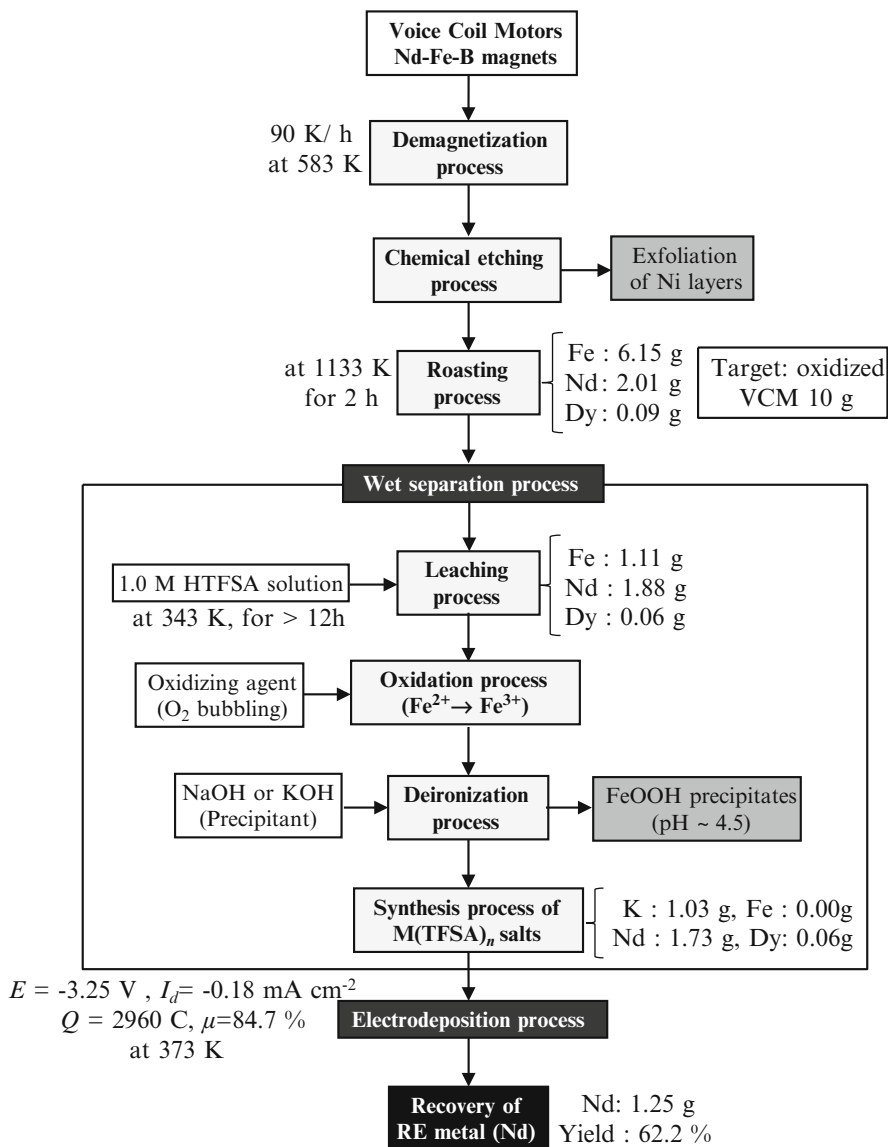 Voice Coil Motors
Nd-Fe-B magnets
90 K/ h
at 583 K
Demagnetization
process
Chemical etching
process
Exfoliation
of Ni layers
at 1133 K
for 2 h
Roasting
process
Fe : 6.15 g
Nd : 2.01 g
Dy : 0.09 g
Target: oxidized
VCM 10 g
Wet separation process
1.0 M HTFSA solution
at 343 K, for > 12h
Leaching
process
Fe : 1.11 g
Nd : 1.88 g
Dy : 0.06 g
Oxidizing agent
(O₂ bubbling)
Oxidation process
(Fe²⁺→ Fe³⁺)
NaOH or KOH
(Precipitant)
Deironization
process
FeOOH precipitates
(pH ~ 4.5)
Synthesis process of
M(TFSA)ₙ salts
K : 1.03 g, Fe : 0.00g
Nd : 1.73 g, Dy: 0.06g
E = -3.25 V , I_d= -0.18 mA cm⁻²
Q = 2960 C, μ=84.7 %
at 373 K
Electrodeposition process
Recovery of
RE metal (Nd)
Nd: 1.25 g
Yield : 62.2 %